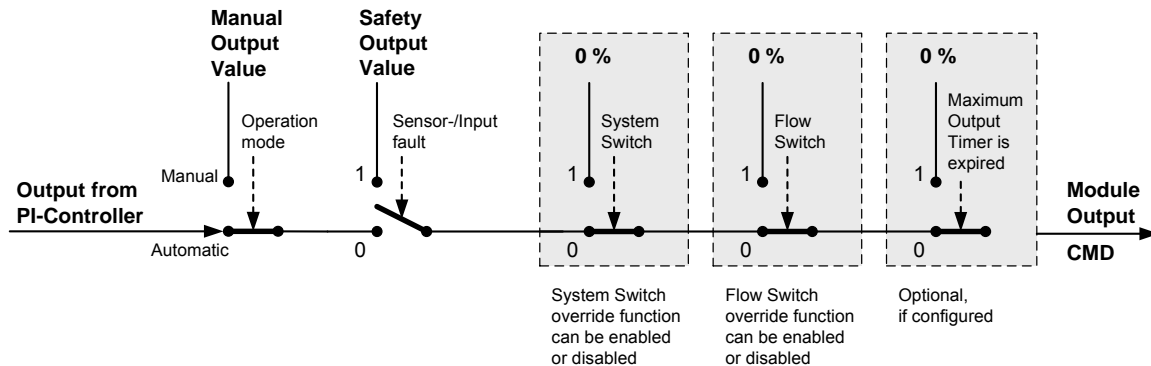 Manual
Output
Value
Safety
Output
Value
0 %
0 %
0 %
Operation
mode
Sensor-/Input
fault
System
Switch
Flow
Switch
Maximum
Output
Timer is
expired
Manual
1
1
1
1
Output from
PI-Controller
Automatic
0
0
0
0
Module
Output
CMD
System Switch
override function
can be enabled
or disabled
Flow Switch
override function
can be enabled
or disabled
Optional,
if configured